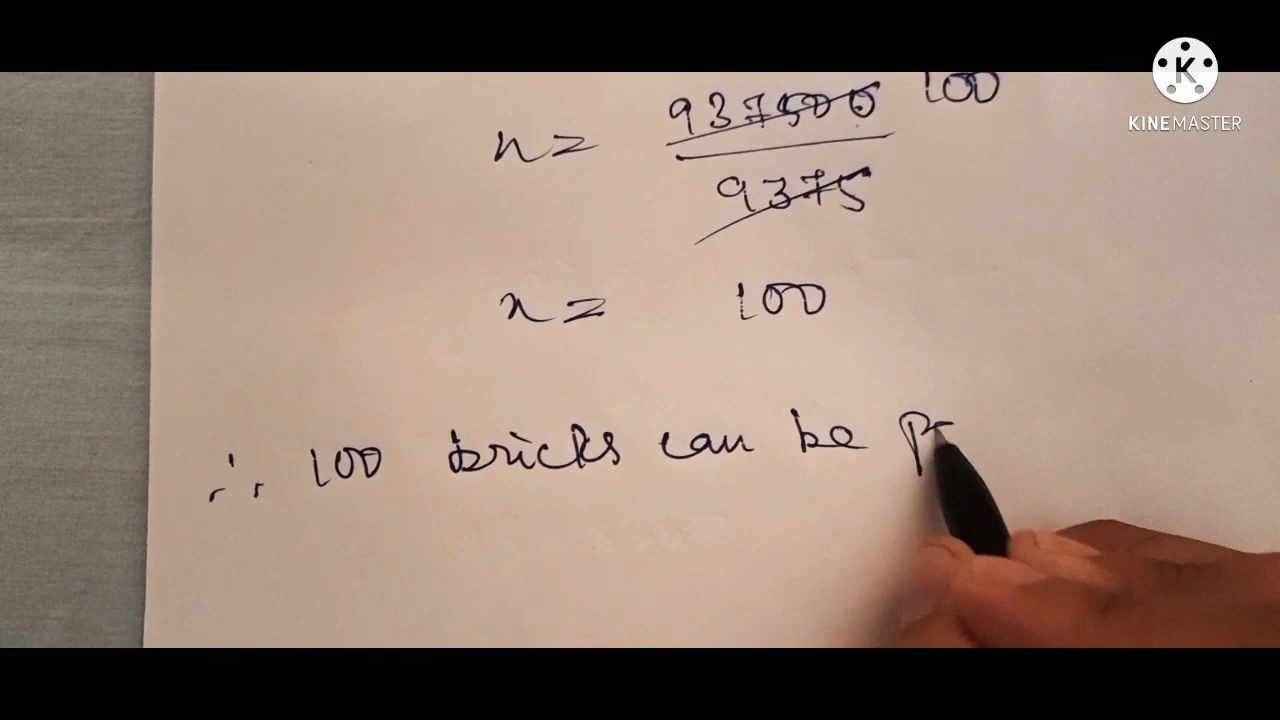 K
KINEMASTER
n = 937500 100
9375
n = 100
∴ 100 bricks can be